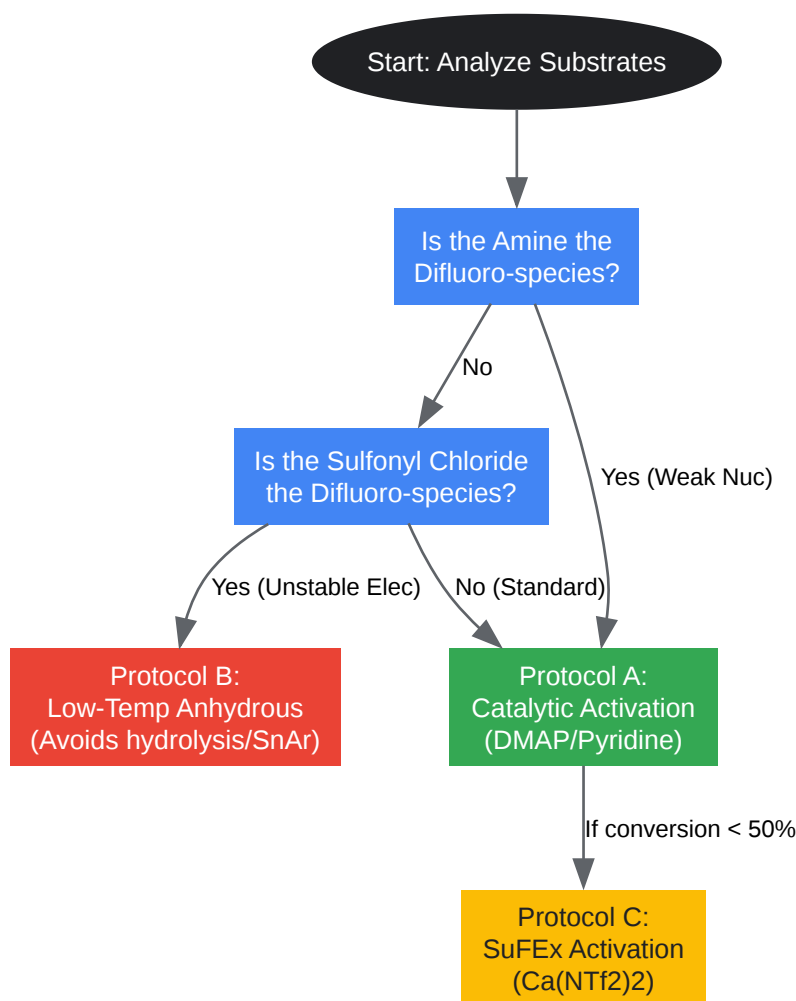 Start: Analyze Substrates
Is the Amine the
Difluoro-species?
No
Is the Sulfonyl Chloride
the Difluoro-species?
Yes (Weak Nuc)
Yes (Unstable Elec)
No (Standard)
Protocol B:
Low-Temp Anhydrous
(Avoids hydrolysis/SnAr)
Protocol A:
Catalytic Activation
(DMAP/Pyridine)
If conversion < 50%
Protocol C:
SuFEx Activation
(Ca(NTf2)2)